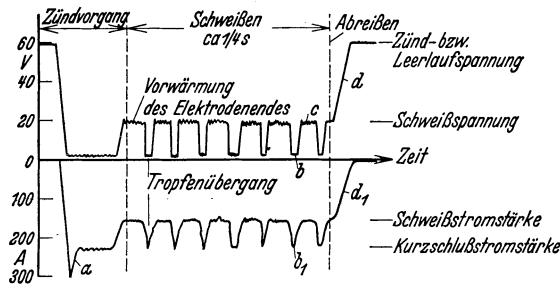 Zündvorgang
Schweißen
ca 1/4 s
Abreißen
60
V
40
20
0
100
200
A
300
Zünd- bzw.
Leerlaufspannung
d
Vorwärmung
des Elektrodenendes
c
Schweißspannung
b
Zeit
Tropfenübergang
d₁
a
b₁
Schweißstromstärke
Kurzschlußstromstärke